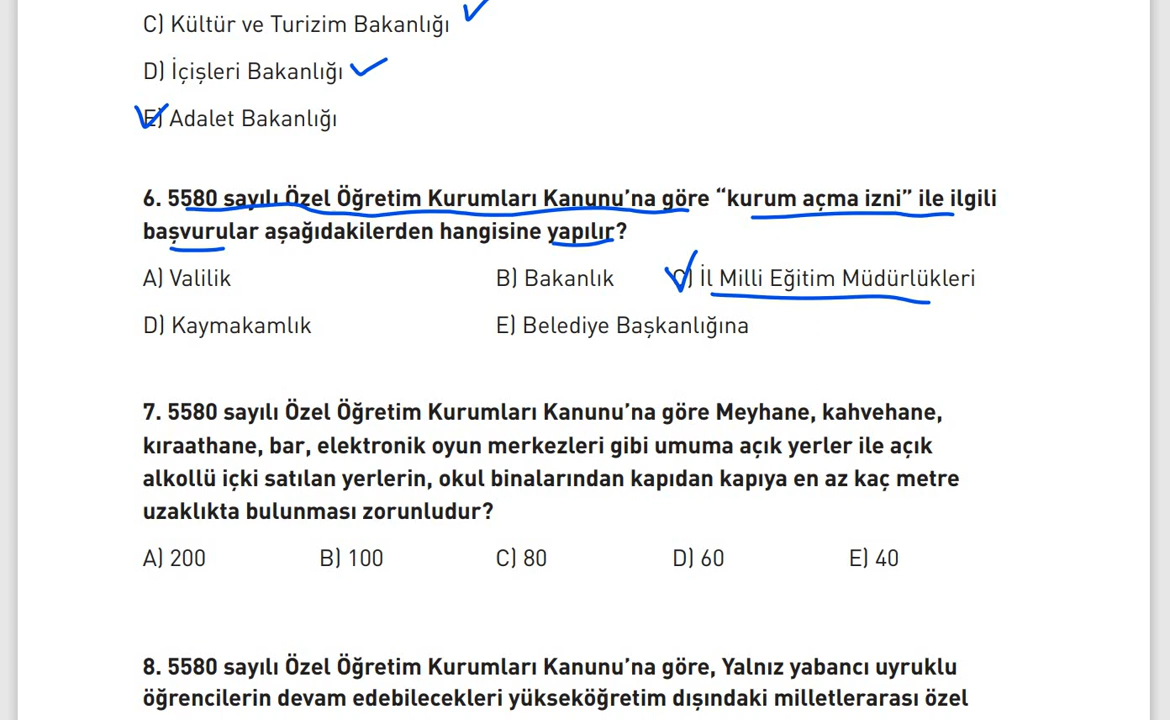 C) Kültür ve Turizim Bakanlığı
D) İçişleri Bakanlığı
E) Adalet Bakanlığı
6. 5580 sayılı Özel Öğretim Kurumları Kanunu’na göre “kurum açma izni” ile ilgili
başvurular aşağıdakilerden hangisine yapılır?
A) Valilik B) Bakanlık C) İl Milli Eğitim Müdürlükleri
D) Kaymakamlık E) Belediye Başkanlığına
7. 5580 sayılı Özel Öğretim Kurumları Kanunu’na göre Meyhane, kahvehane,
kıraathane, bar, elektronik oyun merkezleri gibi umuma açık yerler ile açık
alkollü içki satılan yerlerin, okul binalarından kapıdan kapıya en az kaç metre
uzaklıkta bulunması zorunludur?
A) 200 B) 100 C) 80 D) 60 E) 40
8. 5580 sayılı Özel Öğretim Kurumları Kanunu’na göre, Yalnız yabancı uyruklu
öğrencilerin devam edebilecekleri yükseköğretim dışındaki milletlerarası özel